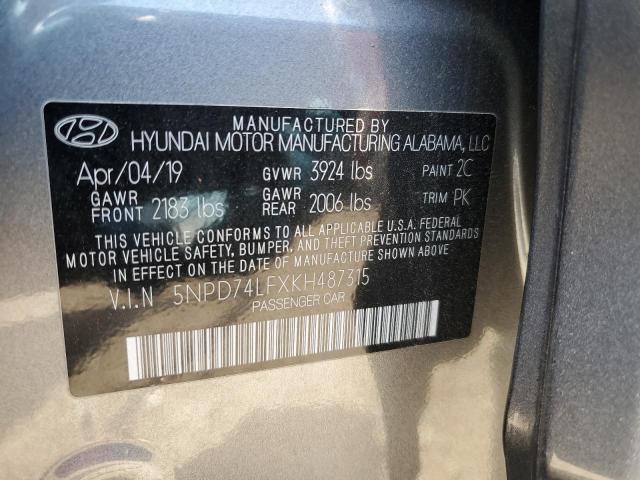 MANUFACTURED BY
HYUNDAI MOTOR MANUFACTURING ALABAMA, LLC
Apr/04/19 GVWR 3924 lbs PAINT 2C
GAWR FRONT 2183 lbs GAWR REAR 2006 lbs TRIM PK
THIS VEHICLE CONFORMS TO ALL APPLICABLE U.S.A. FEDERAL
MOTOR VEHICLE SAFETY, BUMPER, AND THEFT PREVENTION STANDARDS
IN EFFECT ON THE DATE OF MANUFACTURE SHOWN ABOVE.
V.I.N 5NPD74LFXKH487315
PASSENGER CAR